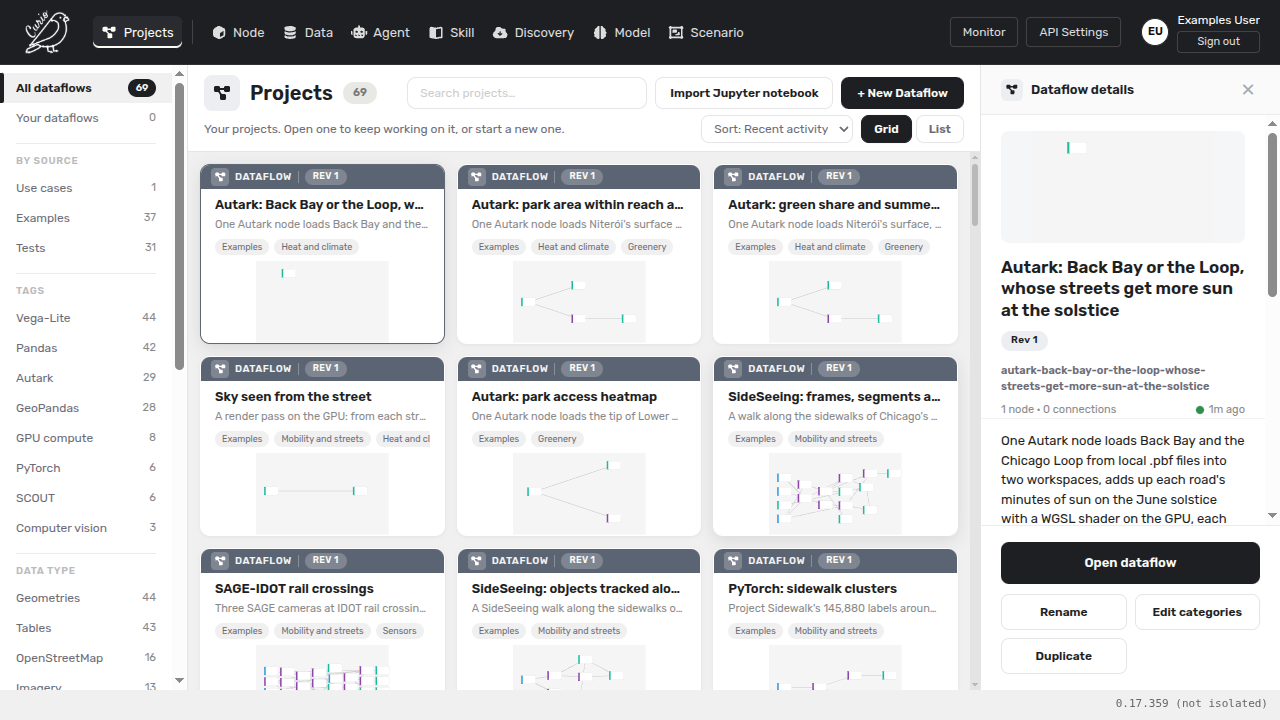 Curio
Projects
Node
Data
Agent
Skill
Discovery
Model
Scenario
Monitor
API Settings
EU
Examples User
Sign out
All dataflows 69
Your dataflows 0
BY SOURCE
Use cases 1
Examples 37
Tests 31
TAGS
Vega-Lite 44
Pandas 42
Autark 29
GeoPandas 28
GPU compute 8
PyTorch 6
SCOUT 6
Computer vision 3
DATA TYPE
Geometries 44
Tables 43
OpenStreetMap 16
Imagery 13
Projects 69
Search projects...
Import Jupyter notebook
+ New Dataflow
Your projects. Open one to keep working on it, or start a new one.
Sort: Recent activity
Grid
List
DATAFLOW REV 1
Autark: Back Bay or the Loop, w...
One Autark node loads Back Bay and the...
Examples Heat and climate
DATAFLOW REV 1
Autark: park area within reach a...
One Autark node loads Niterói's surface ...
Examples Heat and climate Greenery
DATAFLOW REV 1
Autark: green share and summe...
One Autark node loads Niterói's surface, ...
Examples Heat and climate Greenery
DATAFLOW REV 1
Sky seen from the street
A render pass on the GPU: from each str...
Examples Mobility and streets Heat and cl
DATAFLOW REV 1
Autark: park access heatmap
One Autark node loads the tip of Lower ...
Examples Greenery
DATAFLOW REV 1
SideSeeing: frames, segments a...
A walk along the sidewalks of Chicago's ...
Examples Mobility and streets
DATAFLOW REV 1
SAGE-IDOT rail crossings
Three SAGE cameras at IDOT rail crossin...
Examples Mobility and streets Sensors
DATAFLOW REV 1
SideSeeing: objects tracked alo...
A SideSeeing walk along the sidewalks o...
Examples Mobility and streets
DATAFLOW REV 1
PyTorch: sidewalk clusters
Project Sidewalk's 145,880 labels aroun...
Examples Mobility and streets
Dataflow details
Autark: Back Bay or the Loop,
whose streets get more sun
at the solstice
Rev 1
autark-back-bay-or-the-loop-whose-
streets-get-more-sun-at-the-solstice
1 node • 0 connections 1m ago
One Autark node loads Back Bay and the
Chicago Loop from local .pbf files into
two workspaces, adds up each road's
minutes of sun on the June solstice
with a WGSL shader on the GPU, each
Open dataflow
Rename
Edit categories
Duplicate
0.17.359 (not isolated)